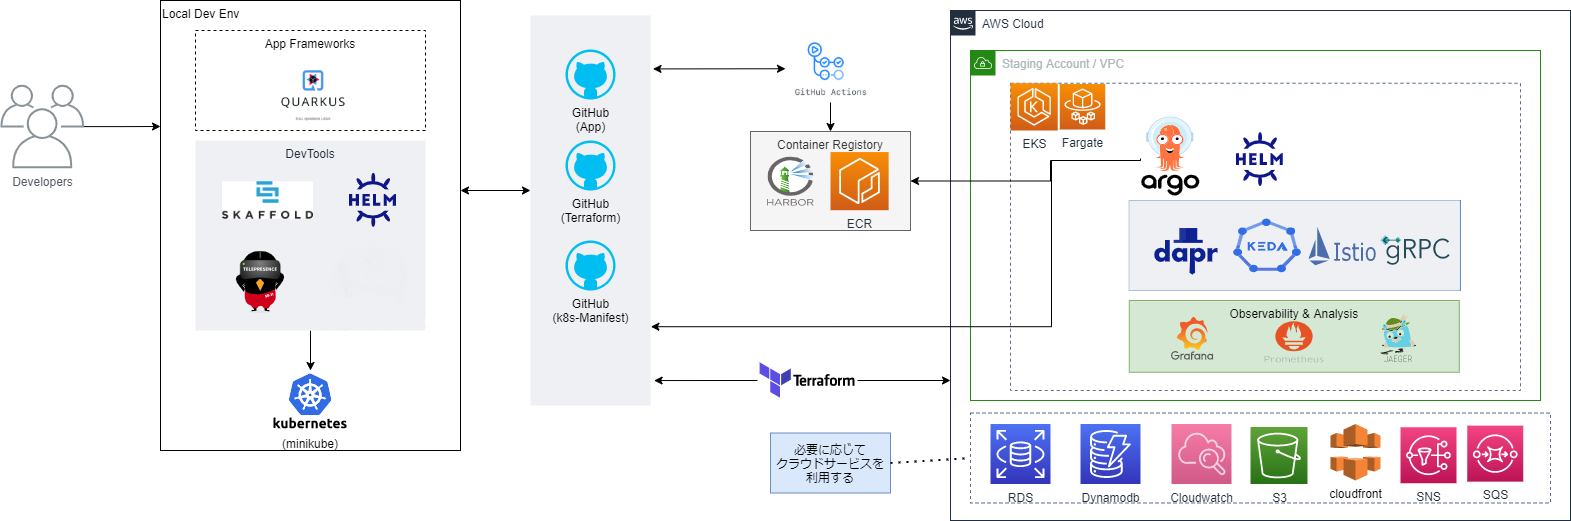 Local Dev Env
App Frameworks
QUARKUS
DevTools
SKAFFOLD
HELM
TELEPRESENCE
kubernetes
(minikube)
Developers
GitHub
(App)
GitHub
(Terraform)
GitHub
(k8s-Manifest)
GitHub Actions
Container Registory
HARBOR
ECR
Terraform
必要に応じて
クラウドサービスを
利用する
aws
AWS Cloud
Staging Account / VPC
EKS
Fargate
argo
HELM
dapr
KEDA
Istio
gRPC
Observability & Analysis
Grafana
Prometheus
JAEGER
RDS
Dynamodb
Cloudwatch
S3
cloudfront
SNS
SQS